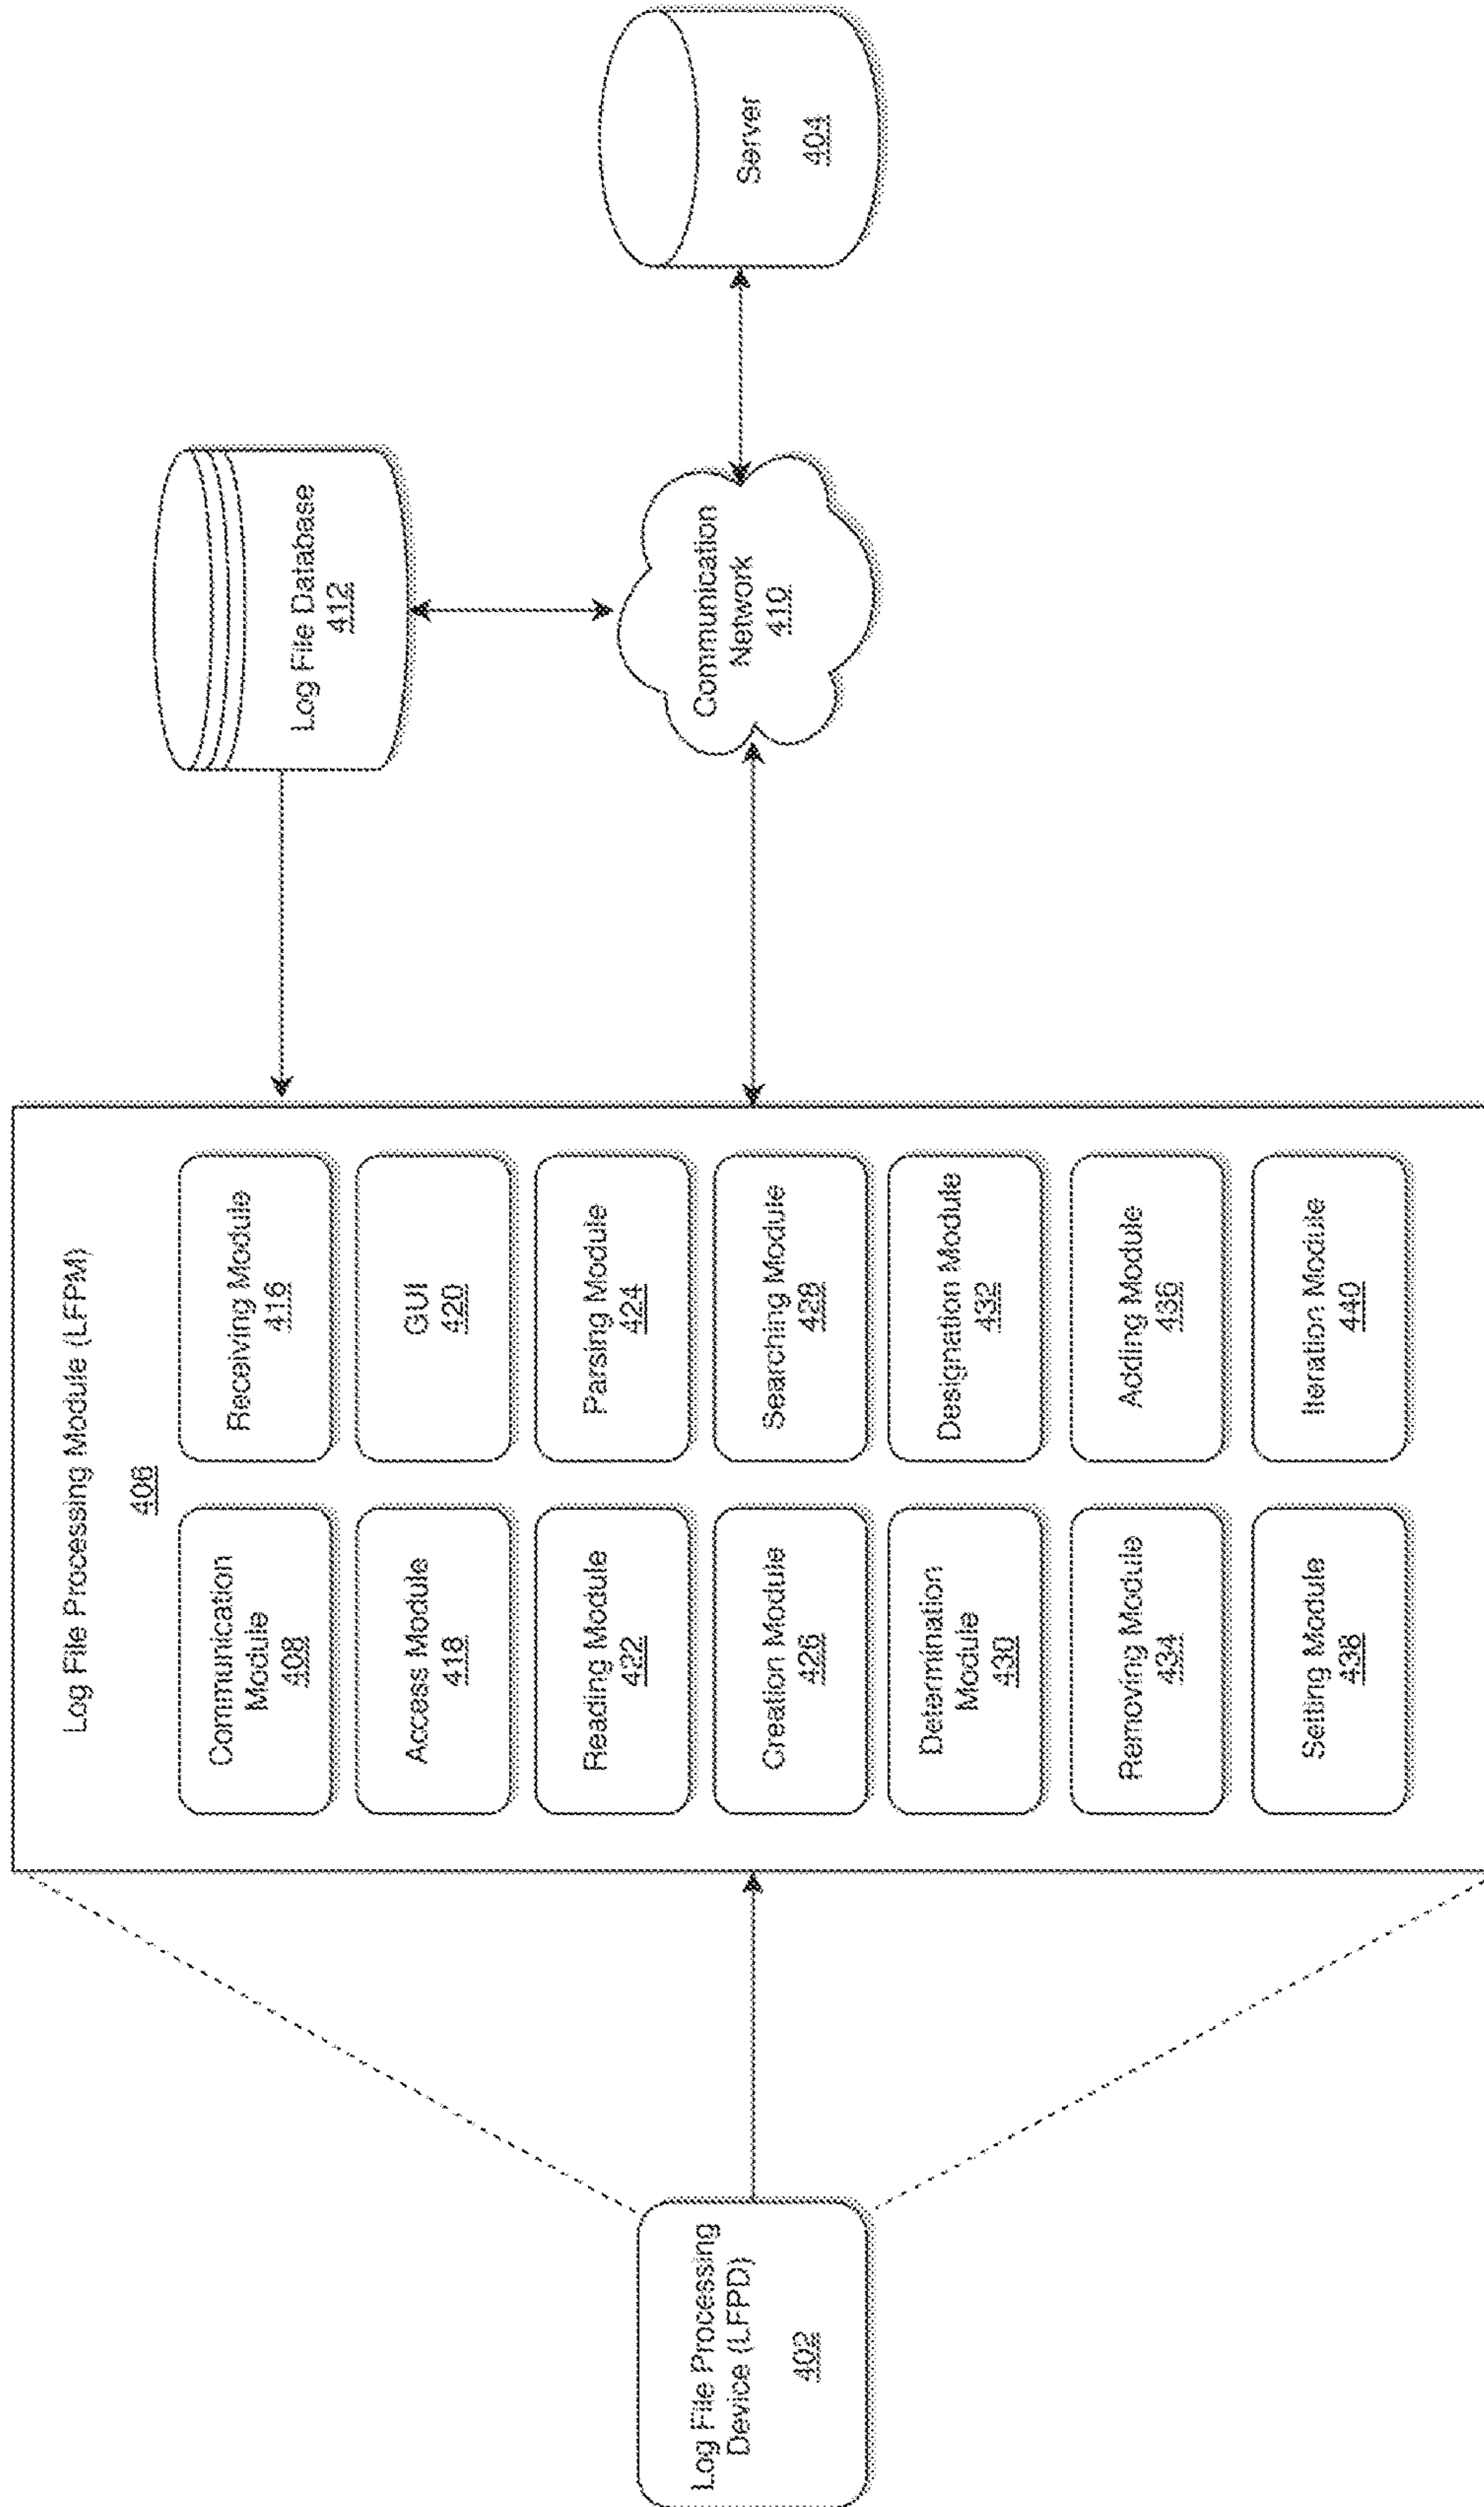 Log File Processing
Device (LFPD)
402
Log File Processing Module (LFPM)
406
Communication
Module
408
Receiving Module
416
Access Module
418
GUI
420
Reading Module
422
Parsing Module
424
Creation Module
426
Searching Module
428
Determination
Module
430
Designation Module
432
Removing Module
434
Adding Module
436
Setting Module
438
Iteration Module
440
Log File Database
412
Communication
Network
410
Server
404